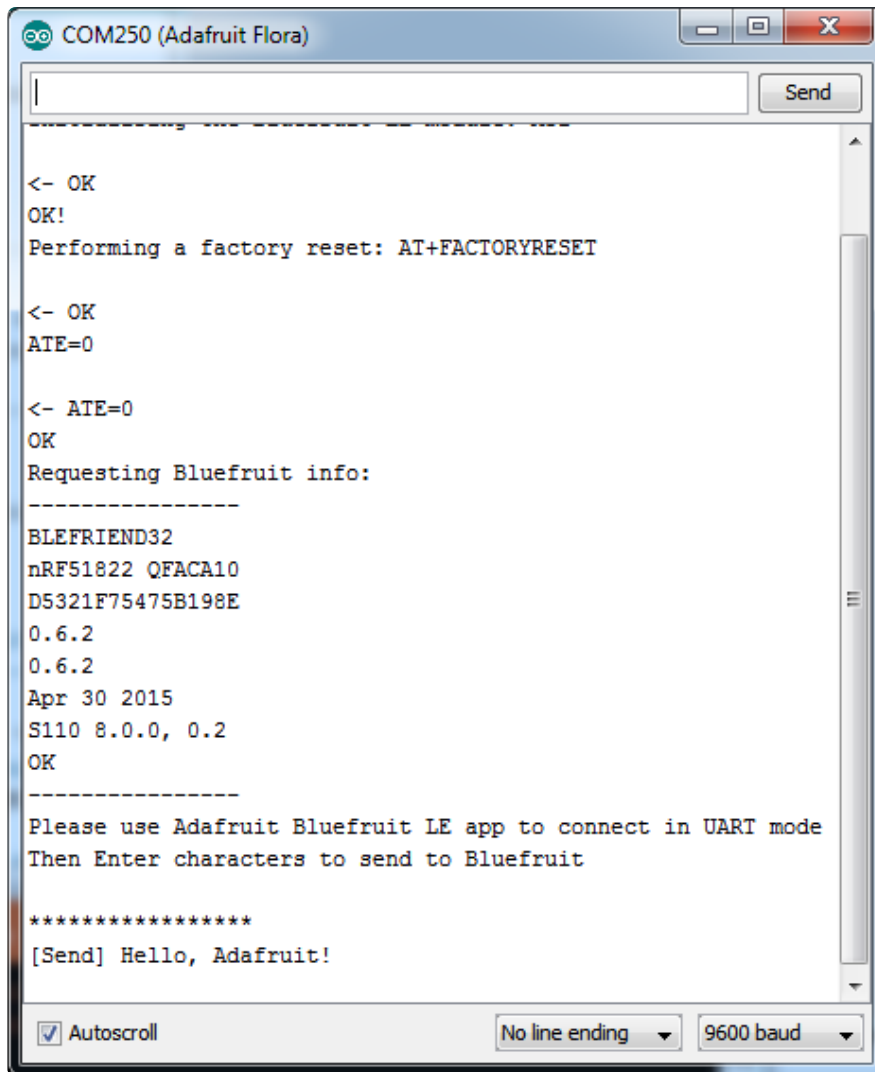 COM250 (Adafruit Flora)
Send
<- OK
OK!
Performing a factory reset: AT+FACTORYRESET
<- OK
ATE=0
<- ATE=0
OK
Requesting Bluefruit info:
----------------
BLEFRIEND32
nRF51822 QFACA10
D5321F75475B198E
0.6.2
0.6.2
Apr 30 2015
S110 8.0.0, 0.2
OK
----------------
Please use Adafruit Bluefruit LE app to connect in UART mode
Then Enter characters to send to Bluefruit
*****************
[Send] Hello, Adafruit!
Autoscroll
No line ending
9600 baud